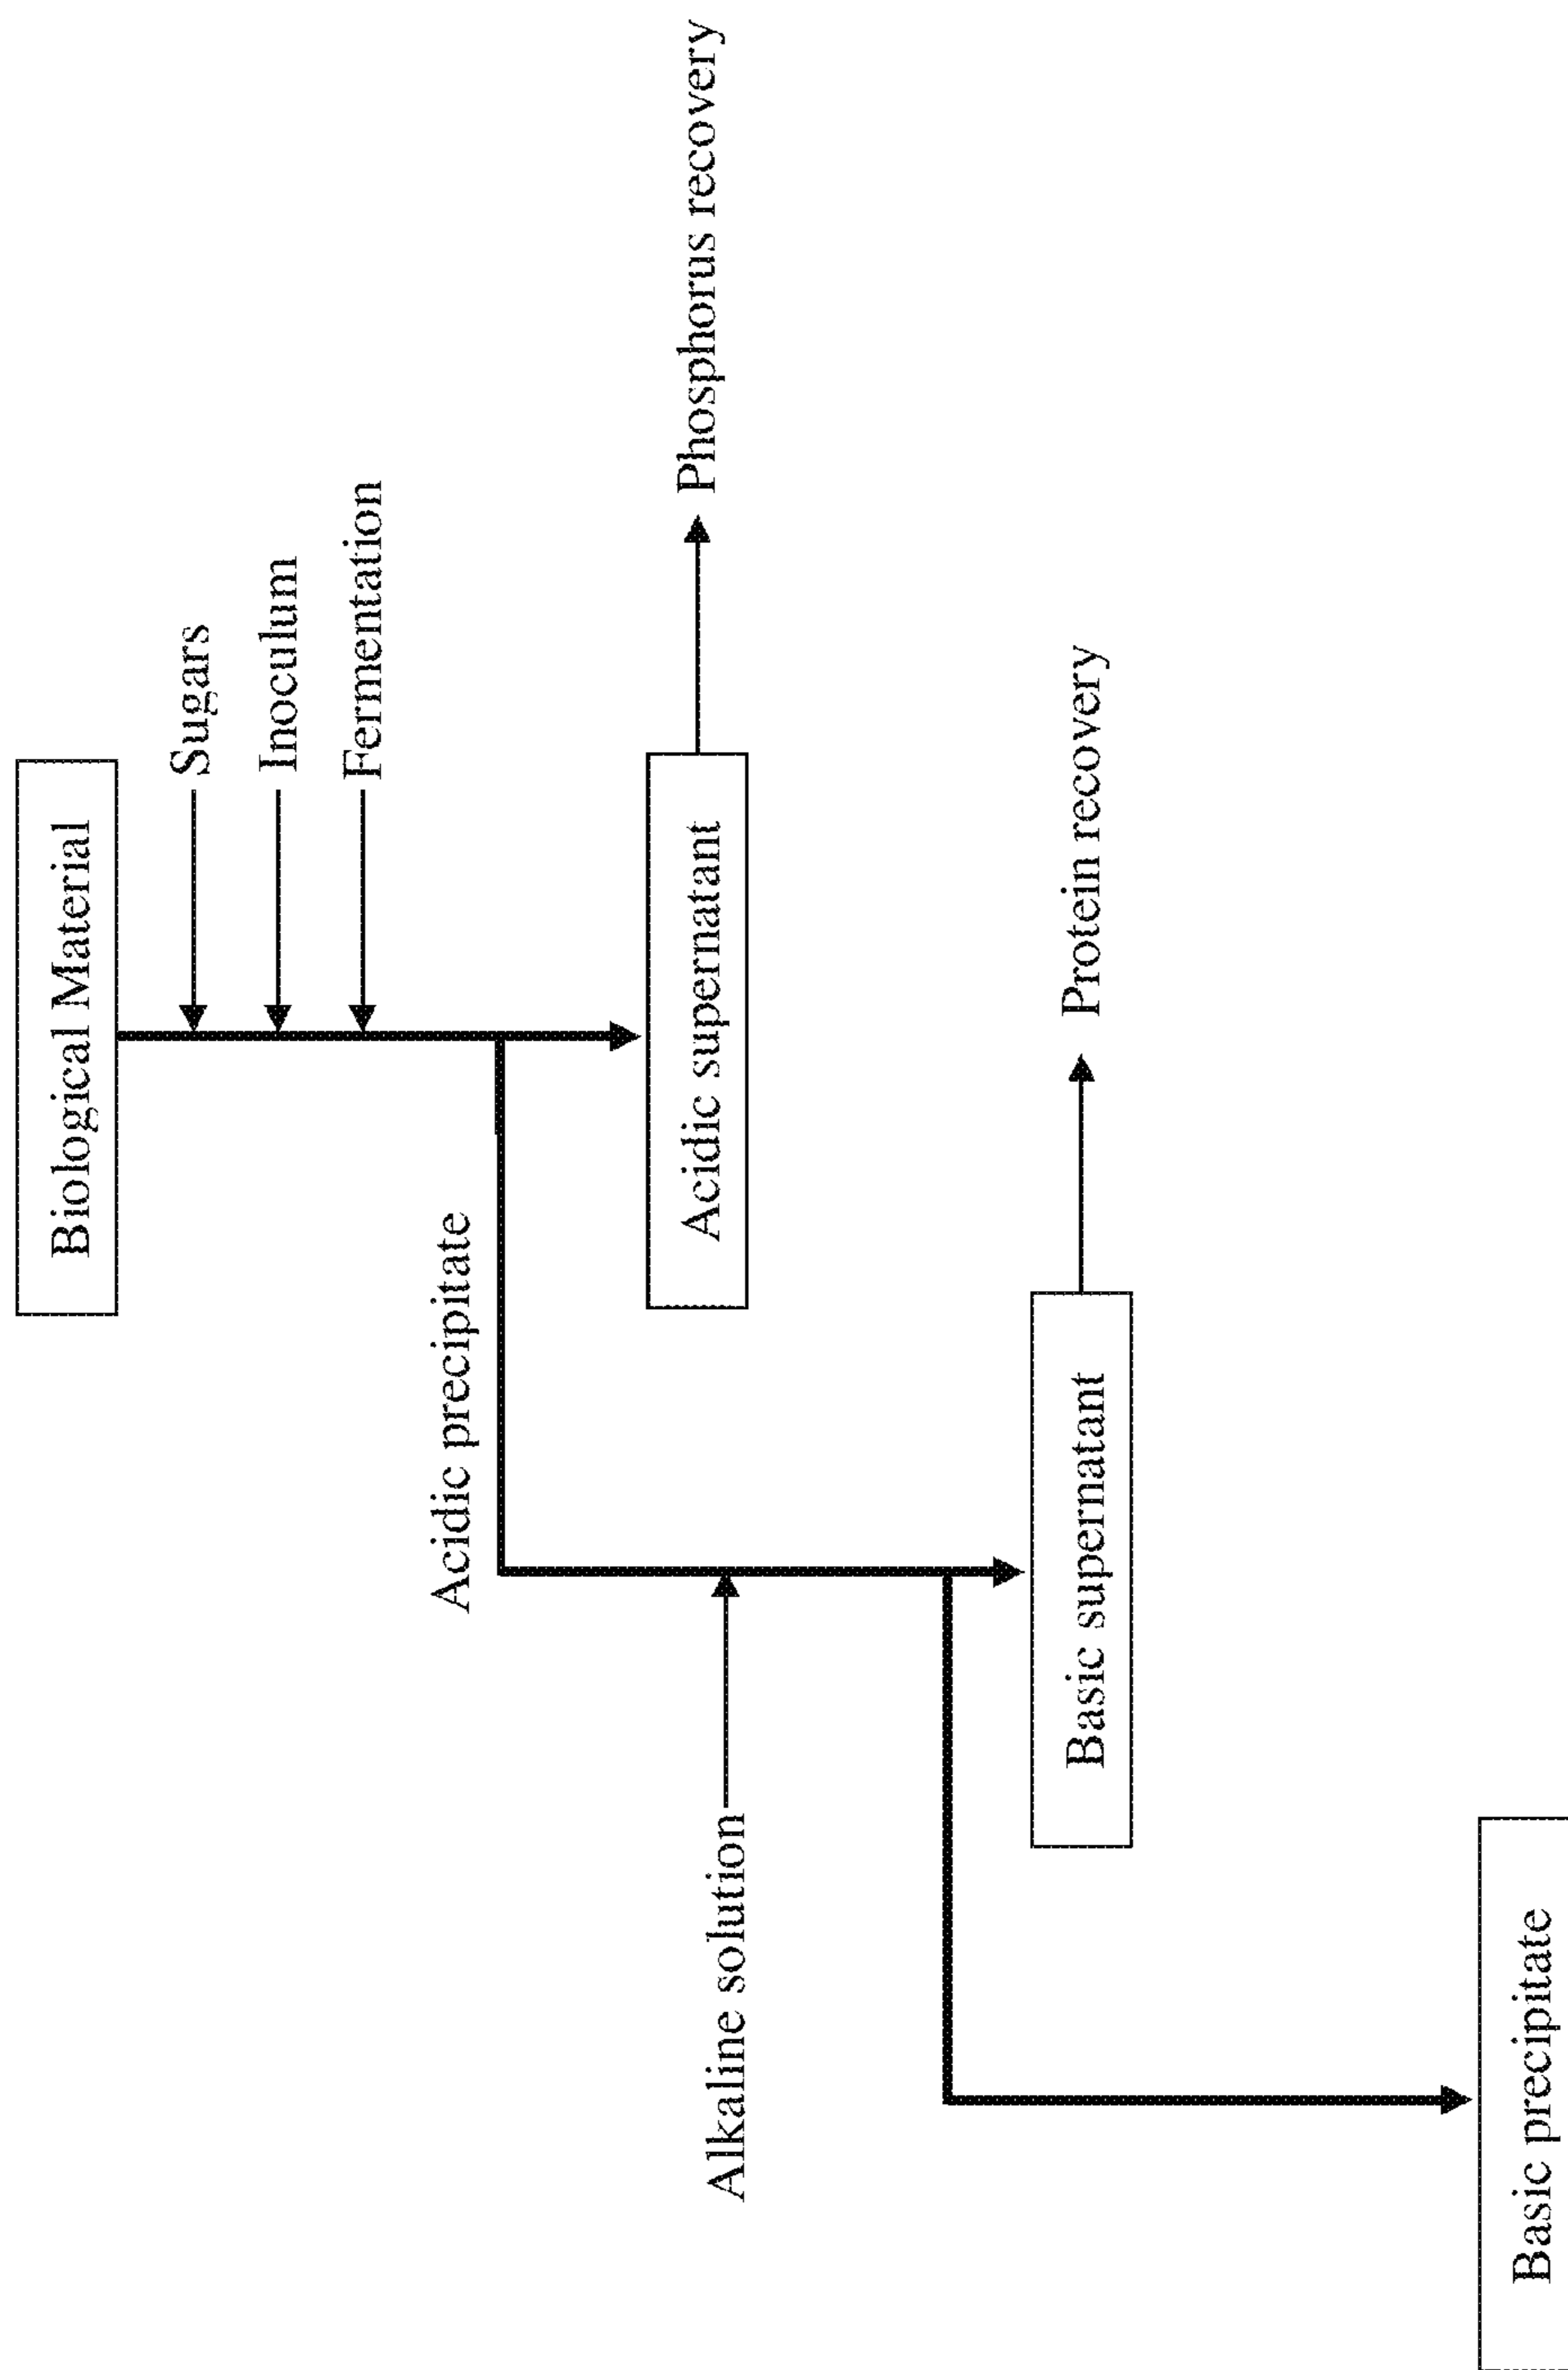 Biological Material
Sugars
Inoculum
Fermentation
Acidic precipitate
Acidic supernatant
Phosphorus recovery
Alkaline solution
Basic supernatant
Protein recovery
Basic precipitate